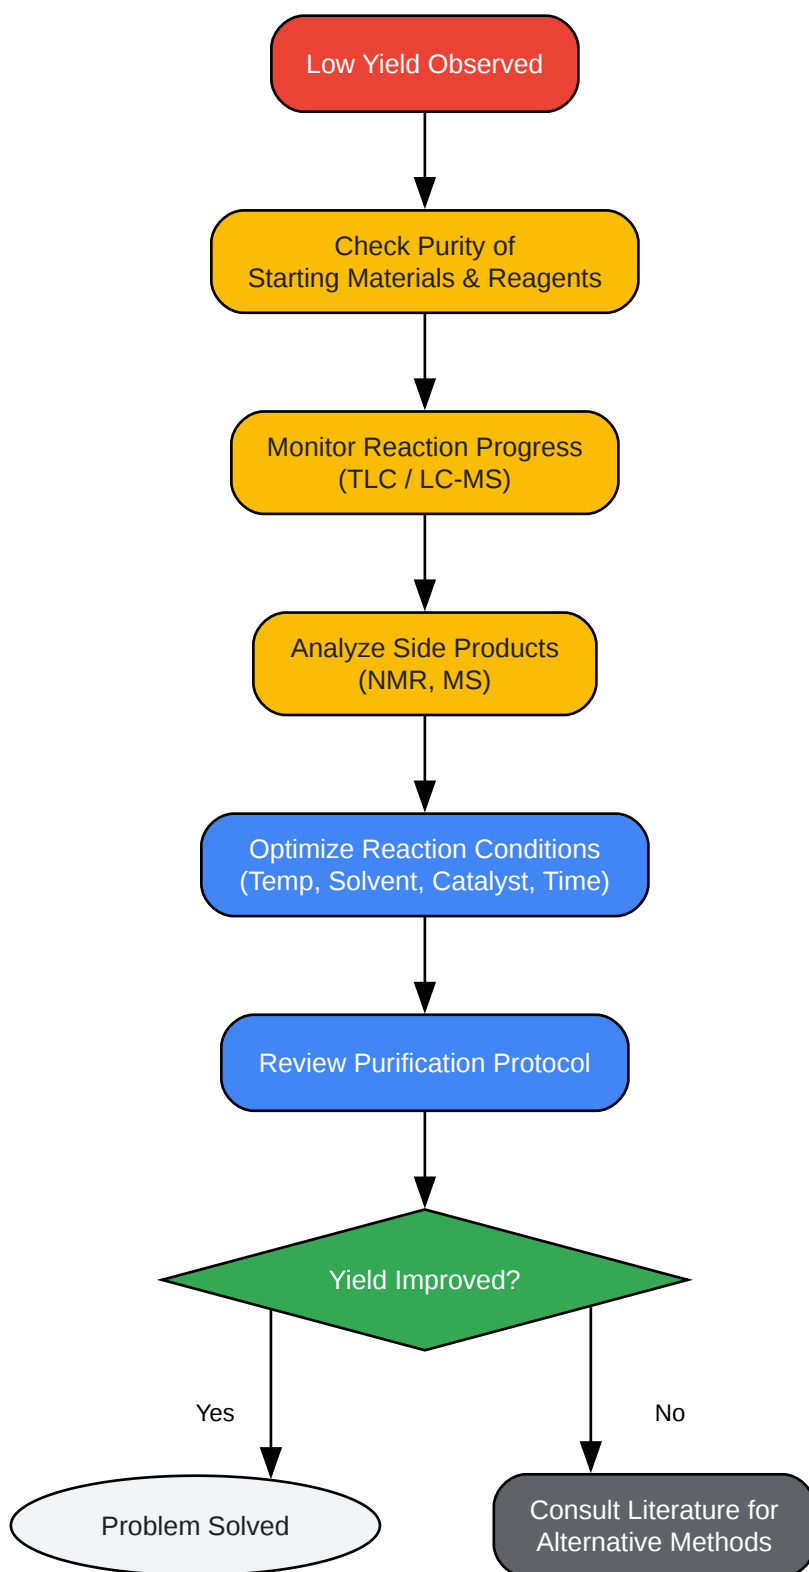 Low Yield Observed
Check Purity of
Starting Materials & Reagents
Monitor Reaction Progress
(TLC / LC-MS)
Analyze Side Products
(NMR, MS)
Optimize Reaction Conditions
(Temp, Solvent, Catalyst, Time)
Review Purification Protocol
Yield Improved?
Yes
No
Problem Solved
Consult Literature for
Alternative Methods